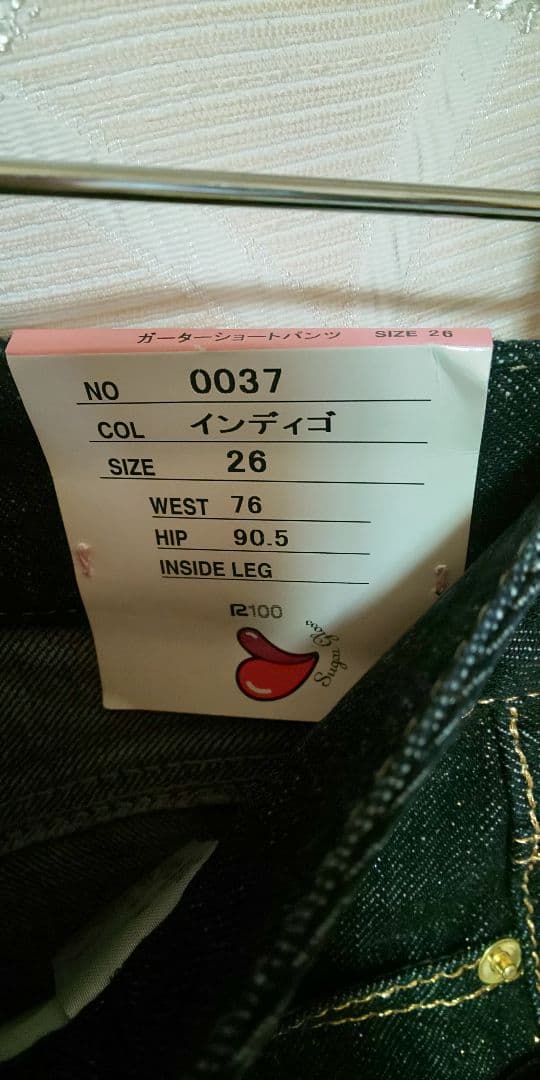 ガーターショートパンツ SIZE 26
NO 0037
COL インディゴ
SIZE 26
WEST 76
HIP 90.5
INSIDE LEG
R100
Sugar Gloss